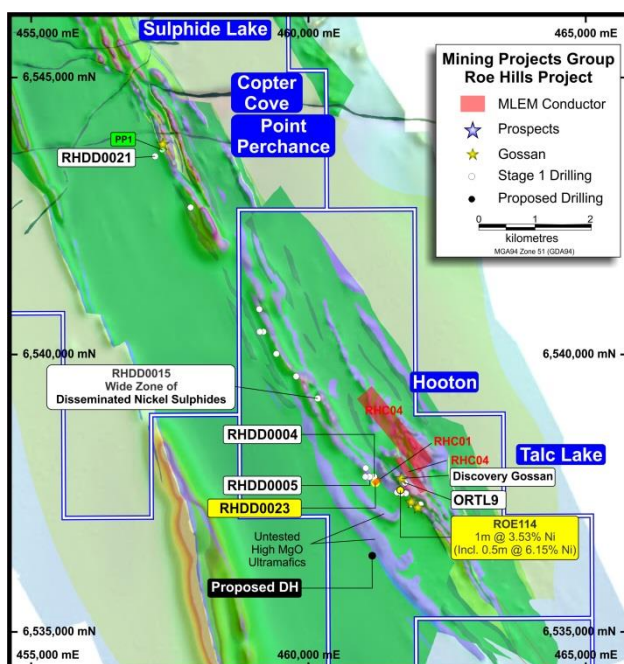 455,000 mE
460,000 mE
465,000 mE
Sulphide Lake
6,545,000 mN
Copter
Cove
Point
Perchance
PP1
RHDD0021
Mining Projects Group
Roe Hills Project
MLEM Conductor
Prospects
Gossan
Stage 1 Drilling
Proposed Drilling
0 1 2
kilometres
MGA94 Zone 51 (GDA94)
6,540,000 mN
6,540,000 mN
RHDD0015
Wide Zone of
Disseminated Nickel Sulphides
Hooton
RHC04
RHDD0004
RHC01
Talc Lake
RHC04
Discovery Gossan
RHDD0005
ORTL9
RHDD0023
ROE114
1m @ 3.53% Ni
(Incl. 0.5m @ 6.15% Ni)
Untested
High MgO
Ultramafics
Proposed DH
6,535,000 mN
6,535,000 mN
455,000 mE
460,000 mE
465,000 mE